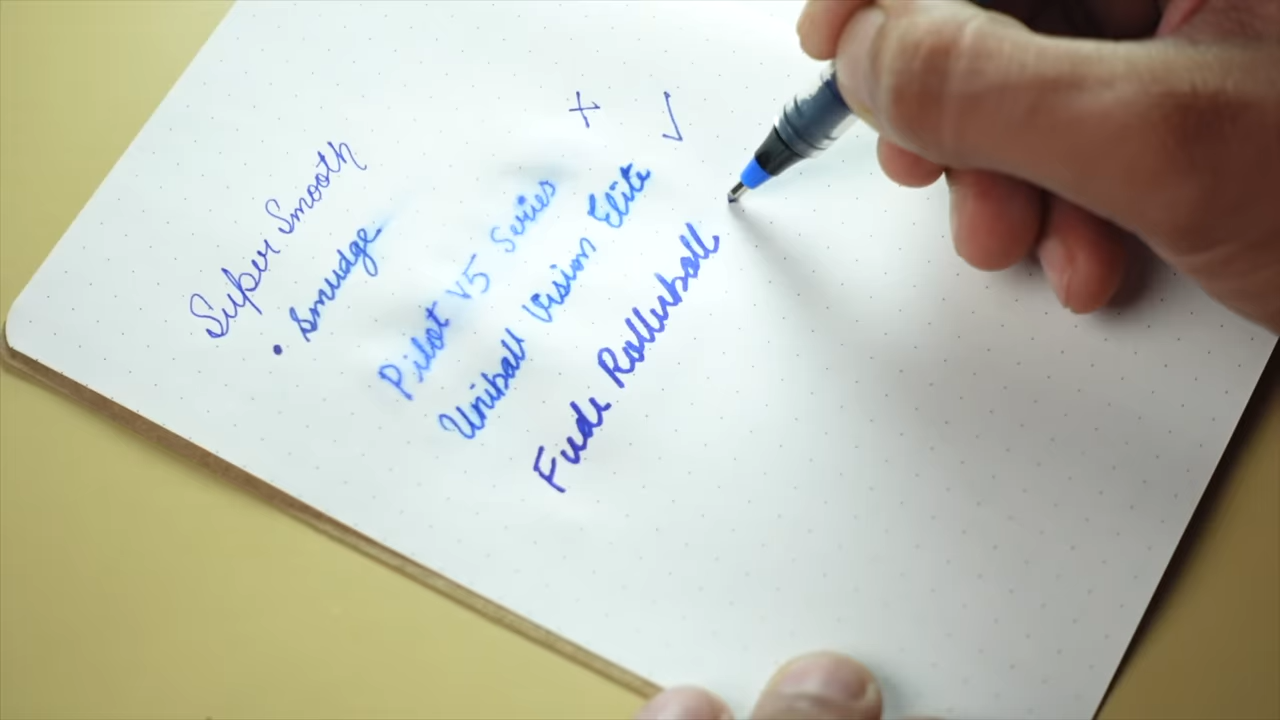 Super Smooth
• Smudge
Pilot V5 Series ×
Uniball Vision Elite ✓
Fude Rollerball